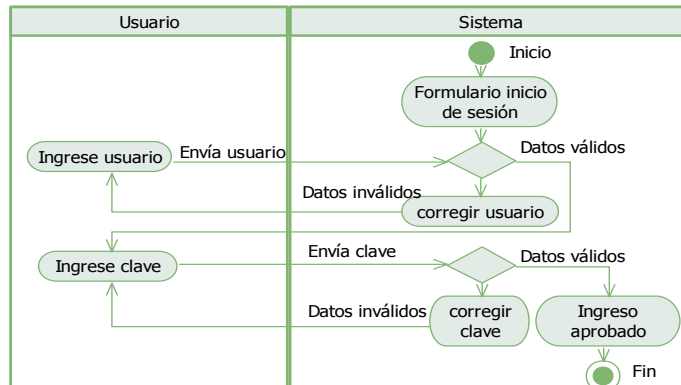 Usuario
Sistema
Inicio
Formulario inicio
de sesión
Ingrese usuario
Envía usuario
Datos válidos
Datos inválidos
corregir usuario
Envía clave
Ingrese clave
Datos válidos
Datos inválidos
corregir
clave
Ingreso
aprobado
Fin